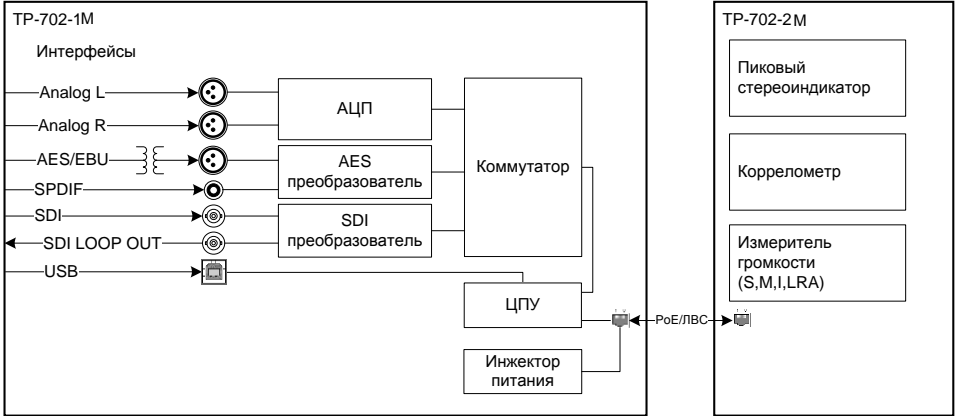 ТР-702-1М
Интерфейсы
Analog L
Analog R
AES/EBU
SPDIF
SDI
SDI LOOP OUT
USB
АЦП
AES
преобразователь
SDI
преобразователь
Коммутатор
ЦПУ
Инжектор
питания
PoE/ЛВС
ТР-702-2М
Пиковый
стереоиндикатор
Коррелометр
Измеритель
громкости
(S,M,I,LRA)